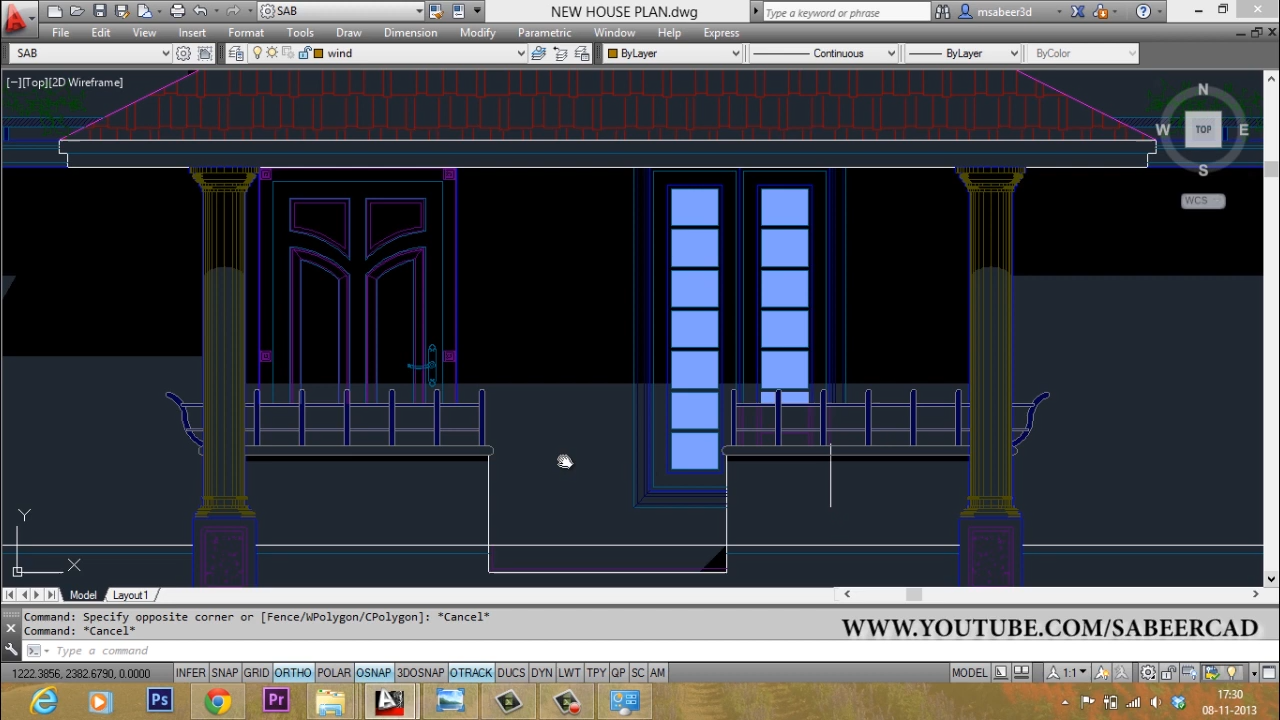 SAB
NEW HOUSE PLAN.dwg
Type a keyword or phrase
msabeer3d
File Edit View Insert Format Tools Draw Dimension Modify Parametric Window Help Express
SAB
wind
ByLayer
Continuous
ByLayer
ByColor
[−][Top][2D Wireframe]
N
W TOP E
S
WCS
Y
X
Model Layout1
Command: Specify opposite corner or [Fence/WPolygon/CPolygon]: *Cancel*
Command: *Cancel*
Type a command
WWW.YOUTUBE.COM/SABEERCAD
1222.3856, 2382.6790, 0.0000 INFER SNAP GRID ORTHO POLAR OSNAP 3DOSNAP OTRACK DUCS DYN LWT TPY QP SC AM MODEL 1:1
Ps Pr
17:30
08-11-2013